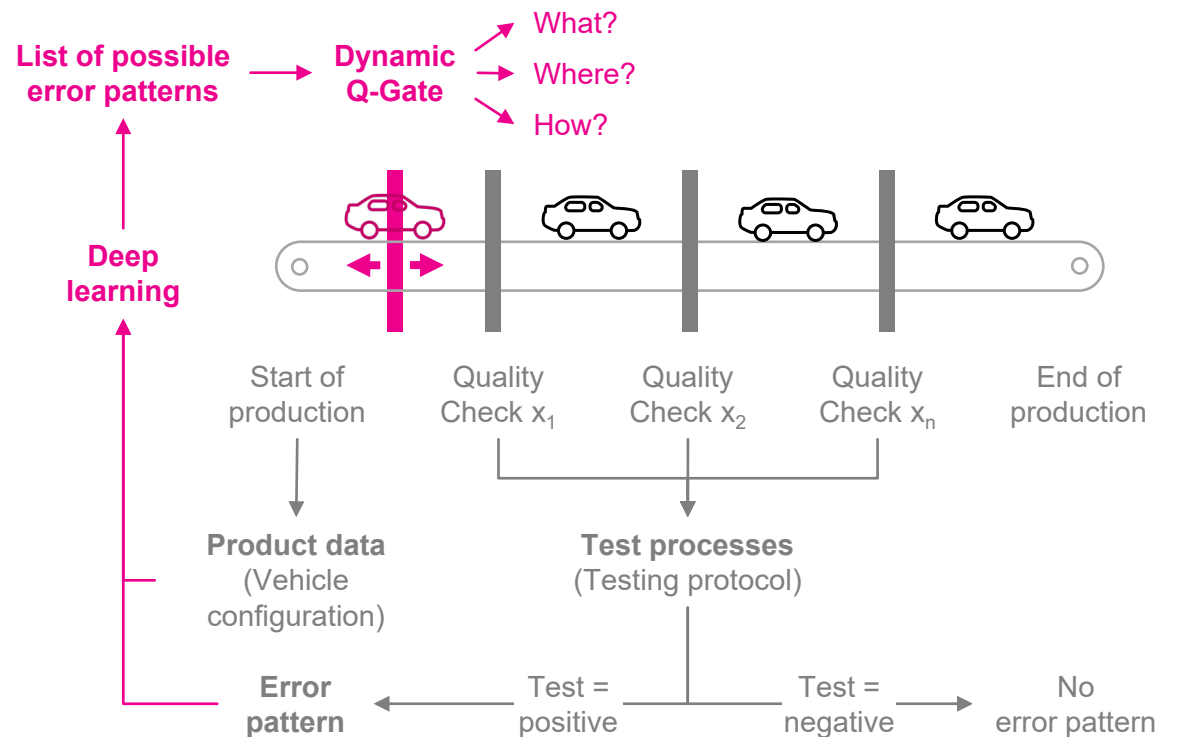 What?
List of possible
error patterns
Dynamic
Q-Gate
Where?
How?
Deep
learning
Start of
production
Quality
Check x₁
Quality
Check x₂
Quality
Check xₙ
End of
production
Product data
(Vehicle
configuration)
Test processes
(Testing protocol)
Error
pattern
Test =
positive
Test =
negative
No
error pattern